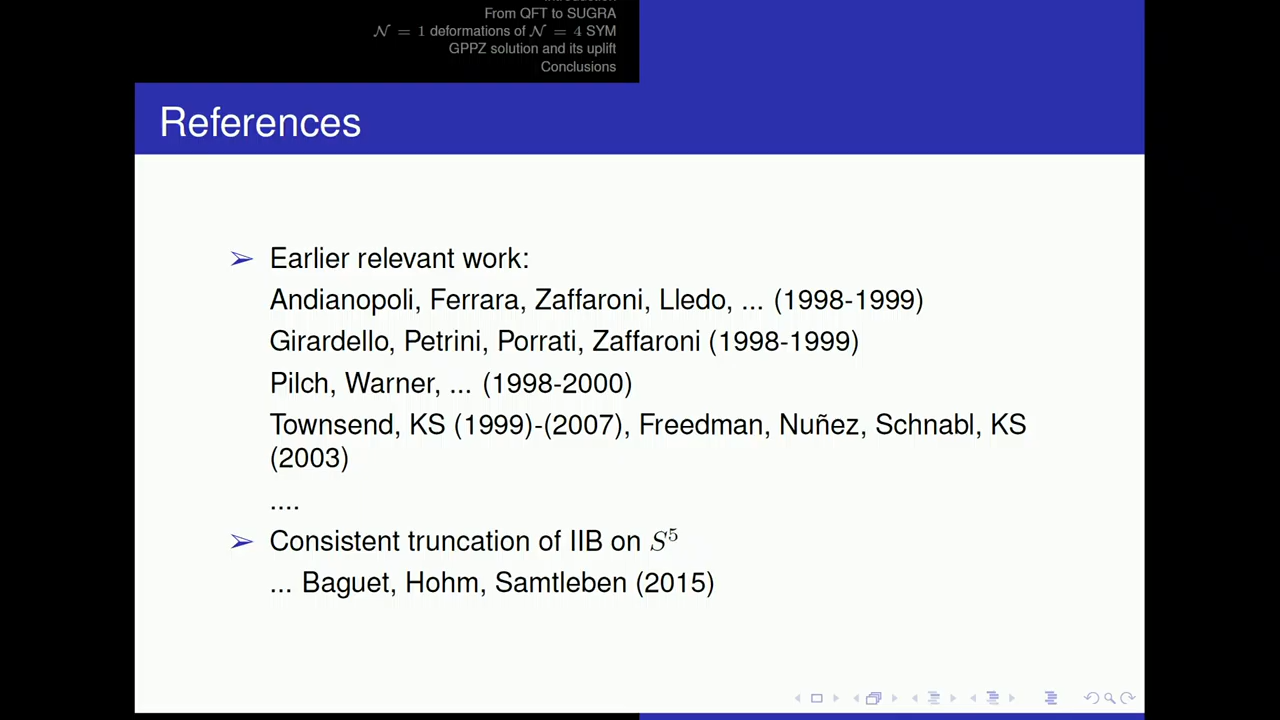 Introduction
From QFT to SUGRA
𝒩 = 1 deformations of 𝒩 = 4 SYM
GPPZ solution and its uplift
Conclusions
References
➢ Earlier relevant work:
Andianopoli, Ferrara, Zaffaroni, Lledo, ... (1998-1999)
Girardello, Petrini, Porrati, Zaffaroni (1998-1999)
Pilch, Warner, ... (1998-2000)
Townsend, KS (1999)-(2007), Freedman, Nuñez, Schnabl, KS
(2003)
....
➢ Consistent truncation of IIB on S⁵
... Baguet, Hohm, Samtleben (2015)